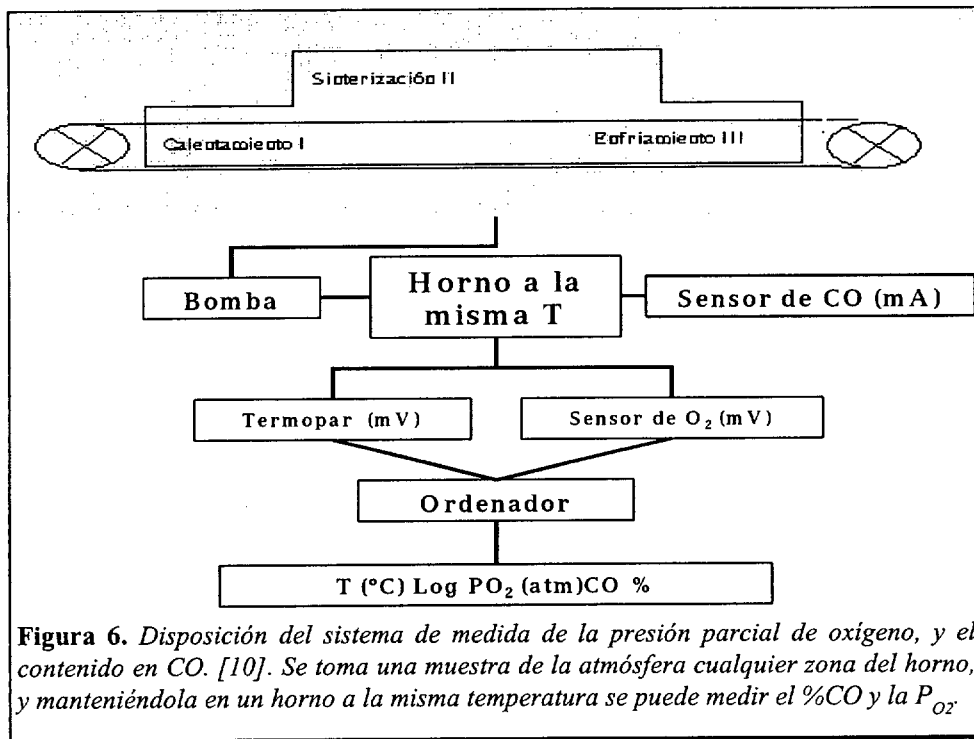 Sinterización II
Calentamiento I
Enfriamiento III
Bomba
Horno a la
misma T
Sensor de CO (mA)
Termopar (mV)
Sensor de O₂ (mV)
Ordenador
T (ºC) Log PO₂ (atm)CO %
Figura 6. Disposición del sistema de medida de la presión parcial de oxígeno, y el
contenido en CO. [10]. Se toma una muestra de la atmósfera cualquier zona del horno,
y manteniéndola en un horno a la misma temperatura se puede medir el %CO y la P_O2.